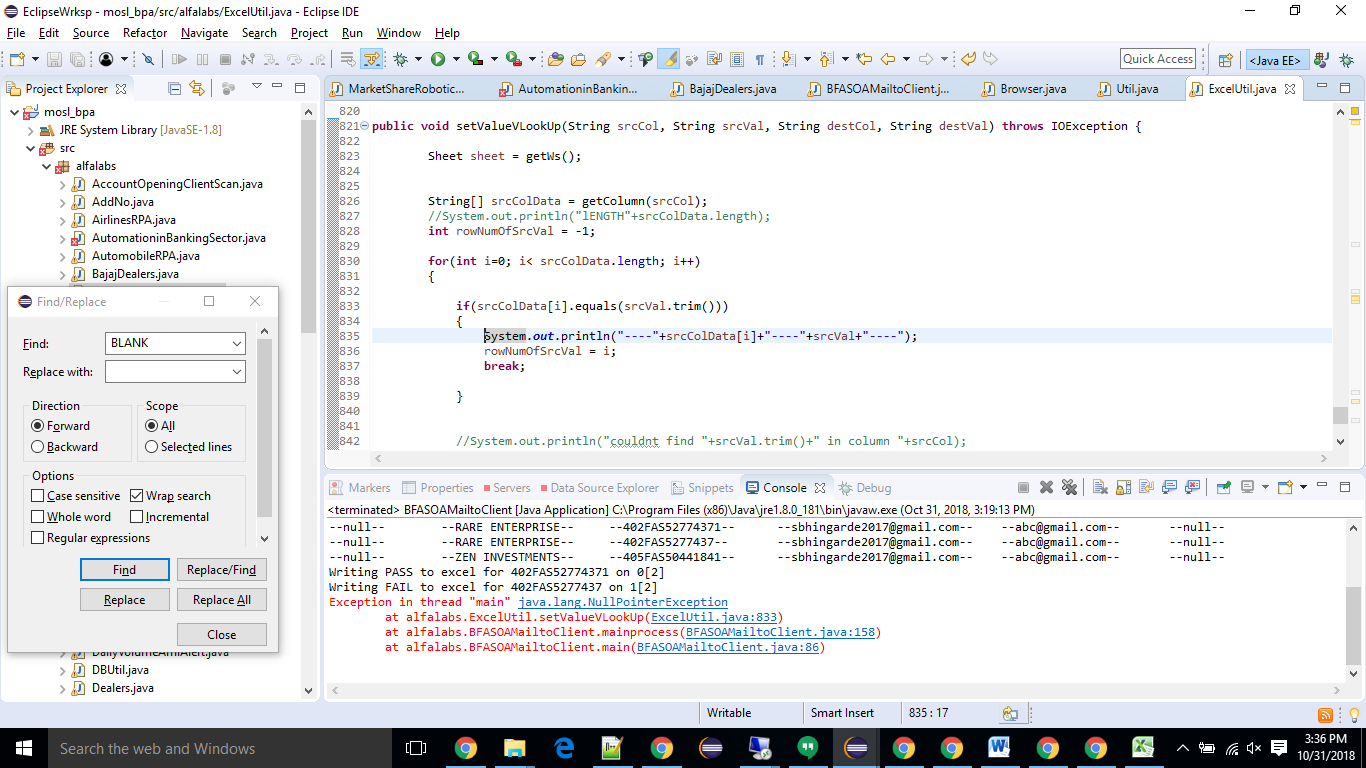 EclipseWrksp - mosl_bpa/src/alfalabs/ExcelUtil.java - Eclipse IDE
File Edit Source Refactor Navigate Search Project Run Window Help
Quick Access
<Java EE>
Project Explorer
MarketShareRobotic...
AutomationinBankin...
BajajDealers.java
BFASOAMailtoClient.j...
Browser.java
Util.java
ExcelUtil.java
mosl_bpa
JRE System Library [JavaSE-1.8]
src
alfalabs
AccountOpeningClientScan.java
AddNo.java
AirlinesRPA.java
AutomationinBankingSector.java
AutomobileRPA.java
BajajDealers.java
820
821 public void setValueVLookUp(String srcCol, String srcVal, String destCol, String destVal) throws IOException {
822
823 Sheet sheet = getWs();
824
825
826 String[] srcColData = getColumn(srcCol);
827 //System.out.println("lENGTH"+srcColData.length);
828 int rowNumOfSrcVal = -1;
829
830 for(int i=0; i< srcColData.length; i++)
831 {
832
833 if(srcColData[i].equals(srcVal.trim()))
834 {
835 System.out.println("----"+srcColData[i]+"----"+srcVal+"----");
836 rowNumOfSrcVal = i;
837 break;
838
839 }
840
841
842 //System.out.println("couldnt find "+srcVal.trim()+" in column "+srcCol);
Find/Replace
Find: BLANK
Replace with:
Direction Scope
Forward All
Backward Selected lines
Options
Case sensitive Wrap search
Whole word Incremental
Regular expressions
Find Replace/Find
Replace Replace All
Close
DailyVolumeAmiAlert.java
DBUtil.java
Dealers.java
Markers Properties Servers Data Source Explorer Snippets Console Debug
<terminated> BFASOAMailtoClient [Java Application] C:\Program Files (x86)\Java\jre1.8.0_181\bin\javaw.exe (Oct 31, 2018, 3:19:13 PM)
--null-- --RARE ENTERPRISE-- --402FAS52774371-- --sbhingarde2017@gmail.com-- --abc@gmail.com-- --null--
--null-- --RARE ENTERPRISE-- --402FAS5277437-- --sbhingarde2017@gmail.com-- --abc@gmail.com-- --null--
--null-- --ZEN INVESTMENTS-- --405FAS50441841-- --sbhingarde2017@gmail.com-- --abc@gmail.com-- --null--
Writing PASS to excel for 402FAS52774371 on 0[2]
Writing FAIL to excel for 402FAS5277437 on 1[2]
Exception in thread "main" java.lang.NullPointerException
at alfalabs.ExcelUtil.setValueVLookUp(ExcelUtil.java:833)
at alfalabs.BFASOAMailtoClient.mainprocess(BFASOAMailtoClient.java:158)
at alfalabs.BFASOAMailtoClient.main(BFASOAMailtoClient.java:86)
Writable Smart Insert 835 : 17
Search the web and Windows
3:36 PM
10/31/2018